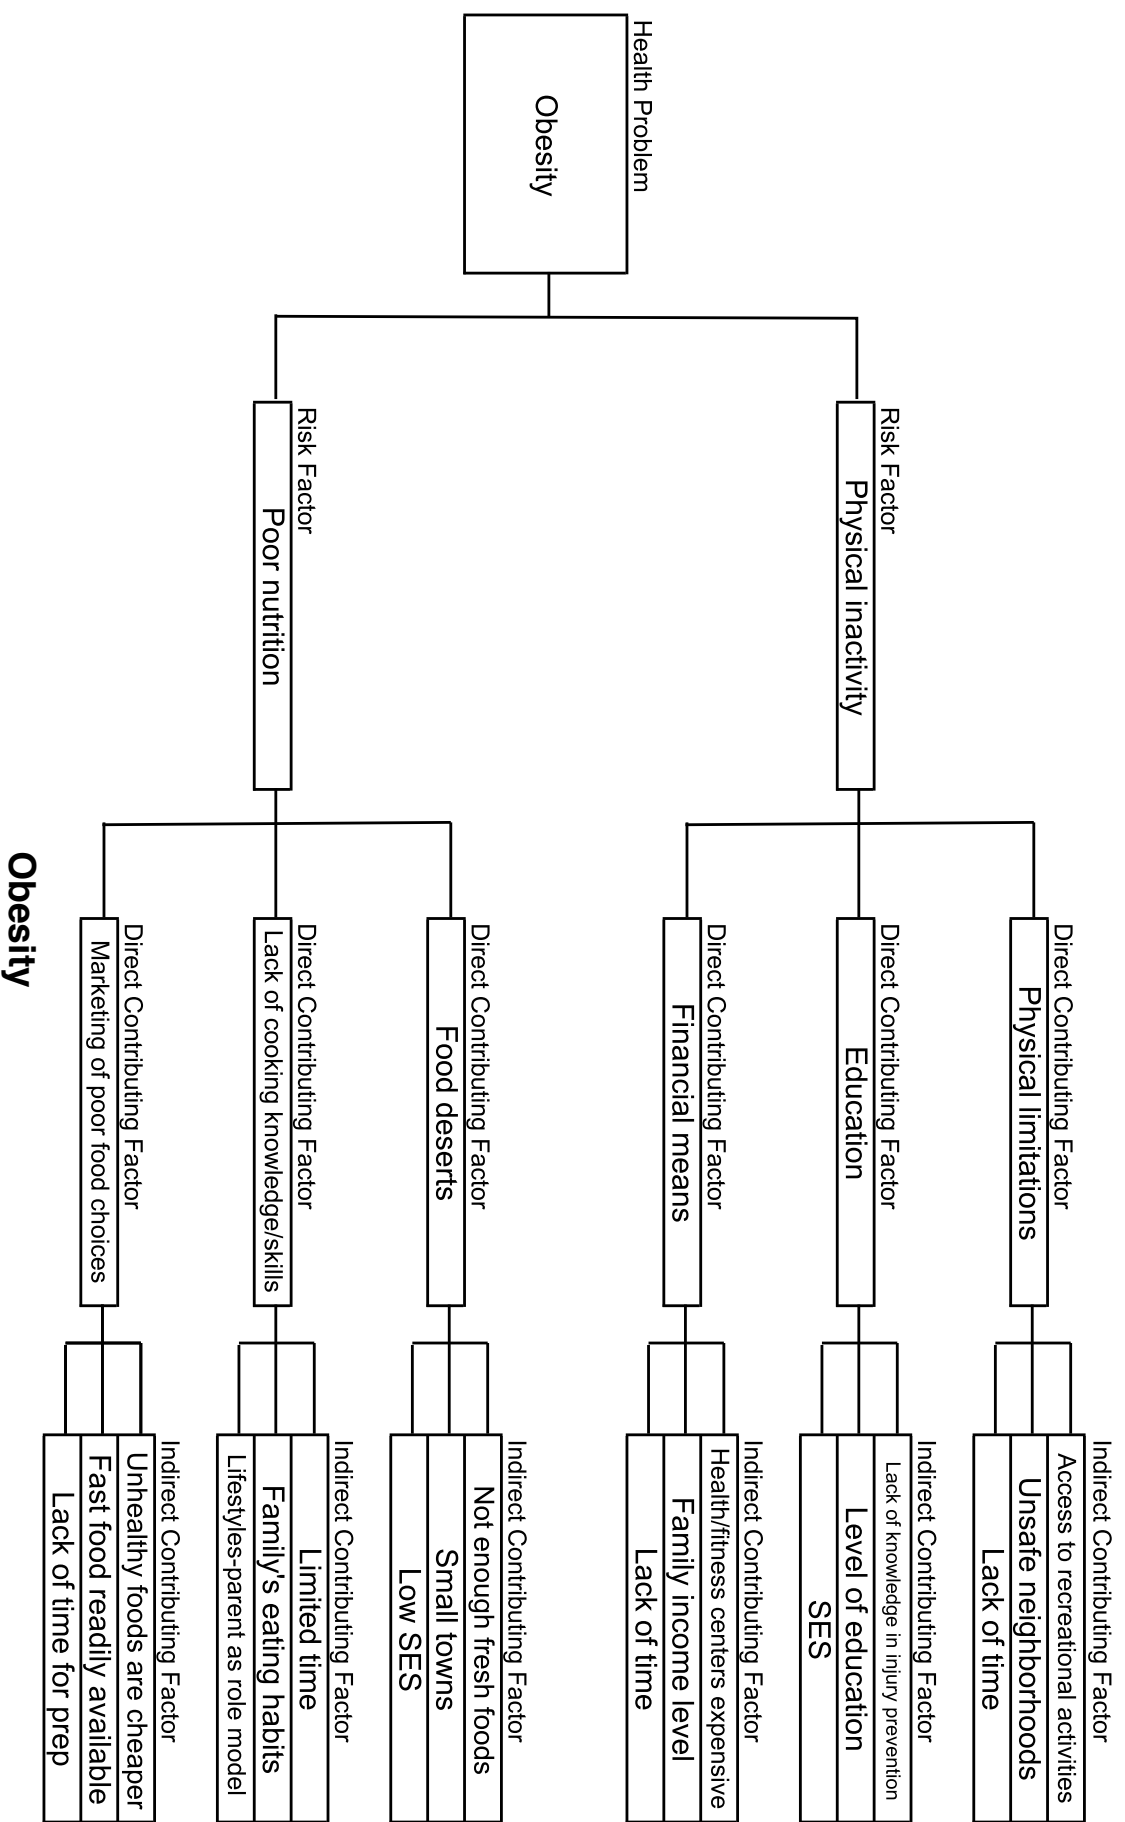 Health Problem
Obesity
Risk Factor
Physical inactivity
Direct Contributing Factor
Physical limitations
Indirect Contributing Factor
Access to recreational activities
Unsafe neighborhoods
Lack of time
Direct Contributing Factor
Education
Indirect Contributing Factor
Lack of knowledge in injury prevention
Level of education
SES
Direct Contributing Factor
Financial means
Indirect Contributing Factor
Health/fitness centers expensive
Family income level
Lack of time
Risk Factor
Poor nutrition
Direct Contributing Factor
Food deserts
Indirect Contributing Factor
Not enough fresh foods
Small towns
Low SES
Direct Contributing Factor
Lack of cooking knowledge/skills
Indirect Contributing Factor
Limited time
Family's eating habits
Lifestyles-parent as role model
Direct Contributing Factor
Marketing of poor food choices
Indirect Contributing Factor
Unhealthy foods are cheaper
Fast food readily available
Lack of time for prep
Obesity